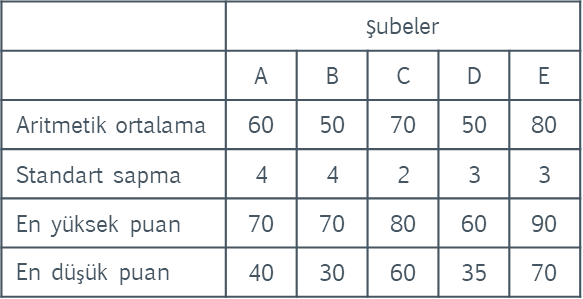 Şubeler
A B C D E
Aritmetik ortalama 60 50 70 50 80
Standart sapma 4 4 2 3 3
En yüksek puan 70 70 80 60 90
En düşük puan 40 30 60 35 70